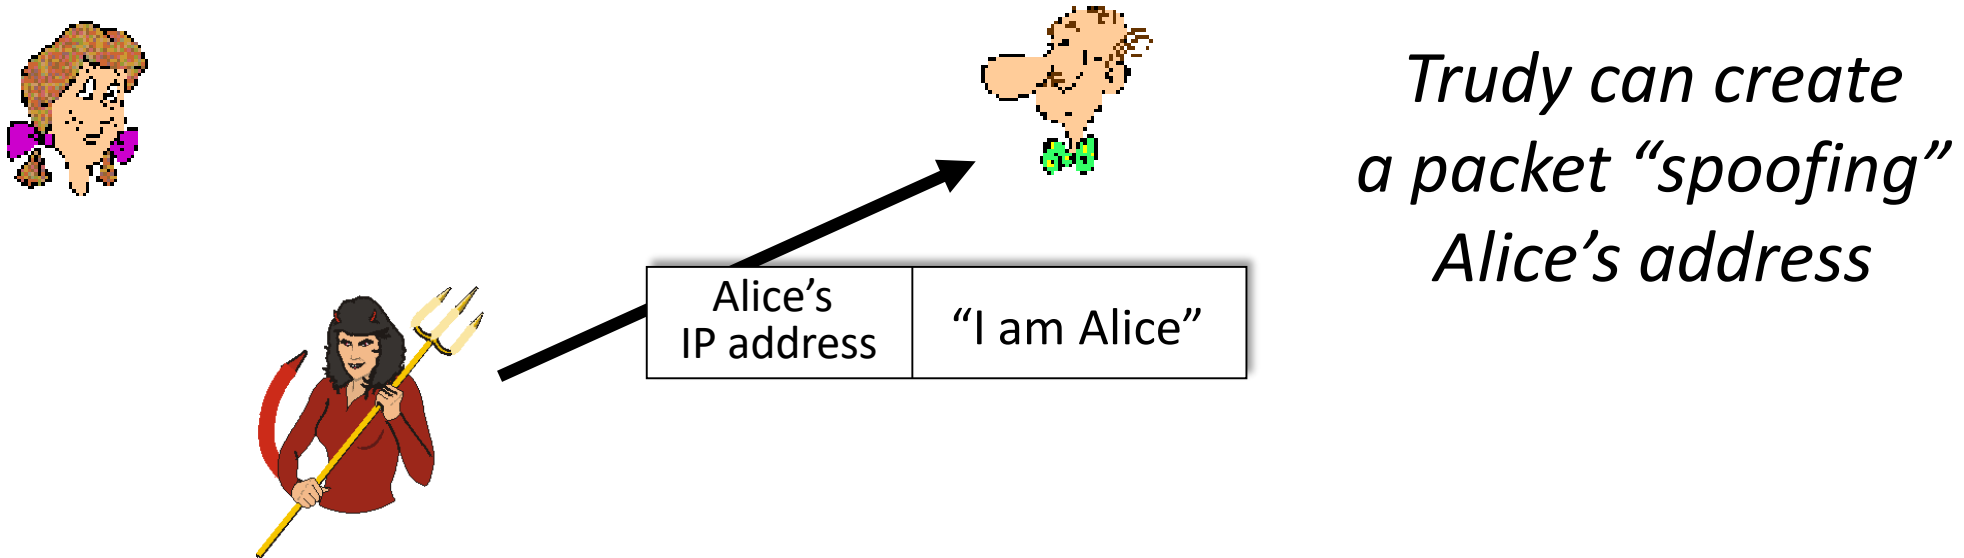 Trudy can create
a packet “spoofing”
Alice’s address
Alice’s
IP address
“I am Alice”